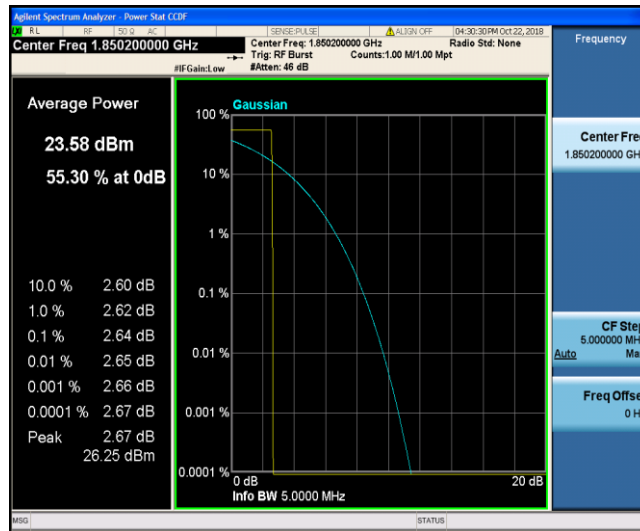 Agilent Spectrum Analyzer - Power Stat CCDF
RL RF 50 Ω AC SENSE:PULSE ALIGN OFF 04:30:30 PM Oct 22, 2018
Center Freq 1.850200000 GHz
Center Freq: 1.850200000 GHz Radio Std: None
Trig: RF Burst Counts:1.00 M/1.00 Mpt
#IFGain:Low #Atten: 46 dB
Average Power
23.58 dBm
55.30 % at 0dB
10.0 % 2.60 dB
1.0 % 2.62 dB
0.1 % 2.64 dB
0.01 % 2.65 dB
0.001 % 2.66 dB
0.0001 % 2.67 dB
Peak 2.67 dB
26.25 dBm
Gaussian
100 %
10 %
1 %
0.1 %
0.01 %
0.001 %
0.0001 %
0 dB 20 dB
Info BW 5.0000 MHz
Frequency
Center Fre
1.850200000 GH
CF Step
5.000000 MH
Auto Ma
Freq Offse
0 H
MSG STATUS